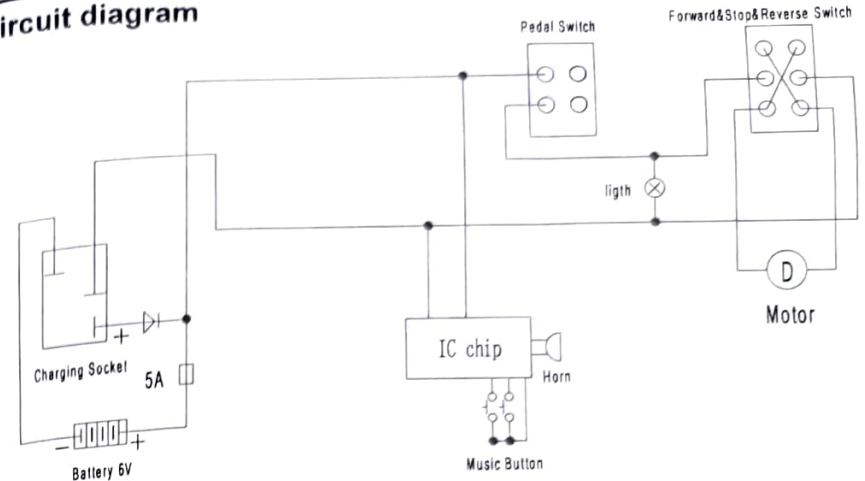 ircuit diagram
Pedal Switch
Forward&Stop&Reverse Switch
ligth
D
Motor
+
Charging Socket
5A
IC chip
Horn
- +
Battery 6V
Music Button